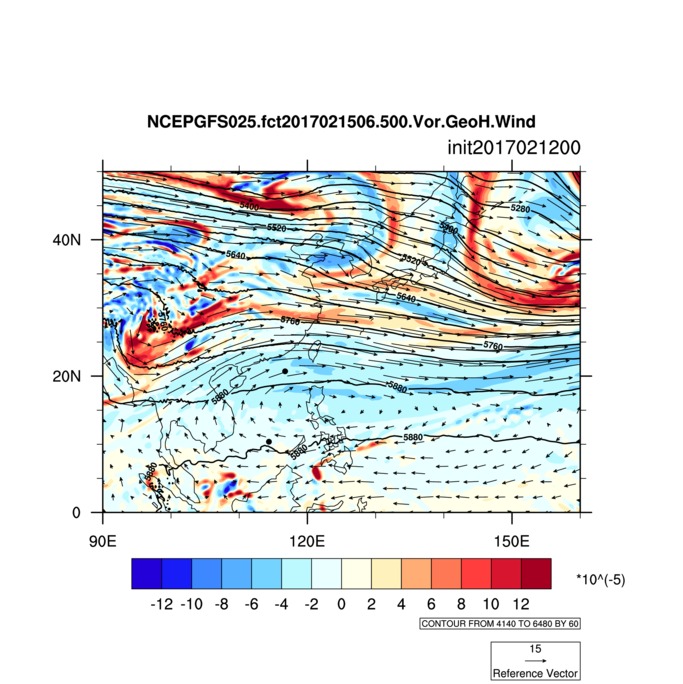 NCEPGFS025.fct2017021506.500.Vor.GeoH.Wind
init2017021200
5400
5280
5520
5640
5520
5640
5760
5760
5880
5880
5880
5880
40N
20N
0
90E 120E 150E
-12 -10 -8 -6 -4 -2 0 2 4 6 8 10 12
*10^(-5)
CONTOUR FROM 4140 TO 6480 BY 60
15
Reference Vector